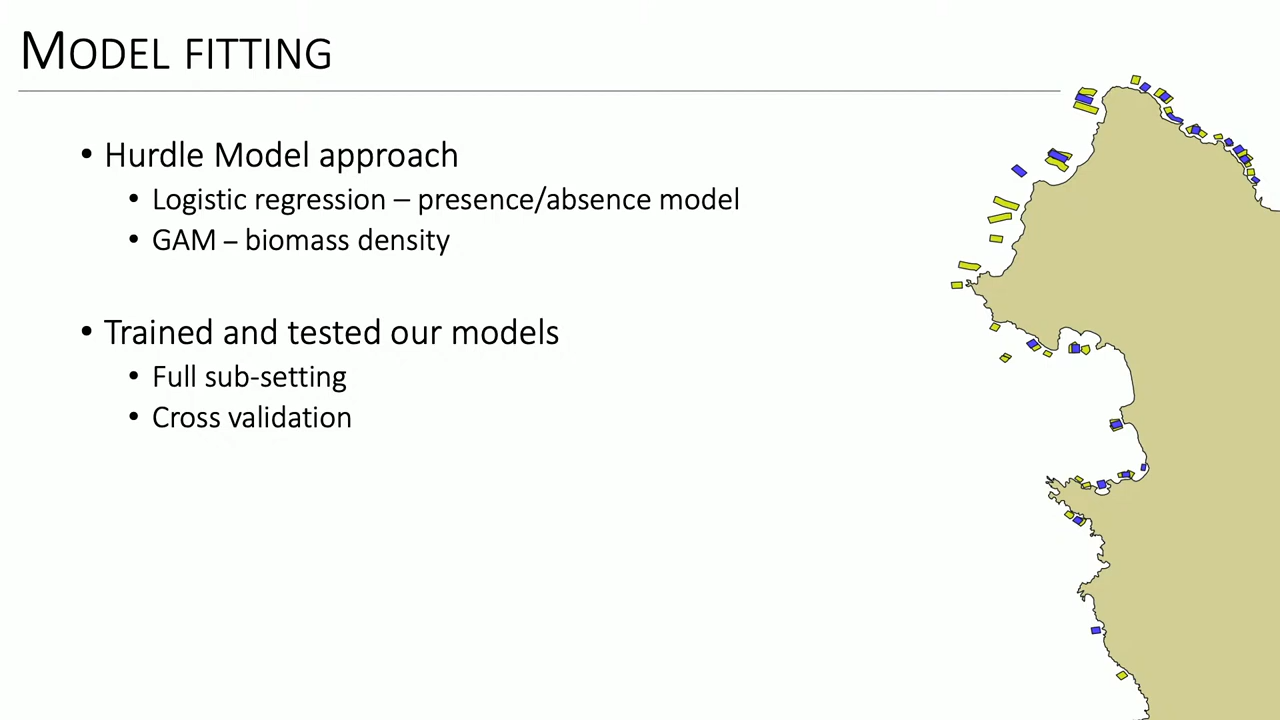 MODEL FITTING
• Hurdle Model approach
• Logistic regression – presence/absence model
• GAM – biomass density
• Trained and tested our models
• Full sub-setting
• Cross validation